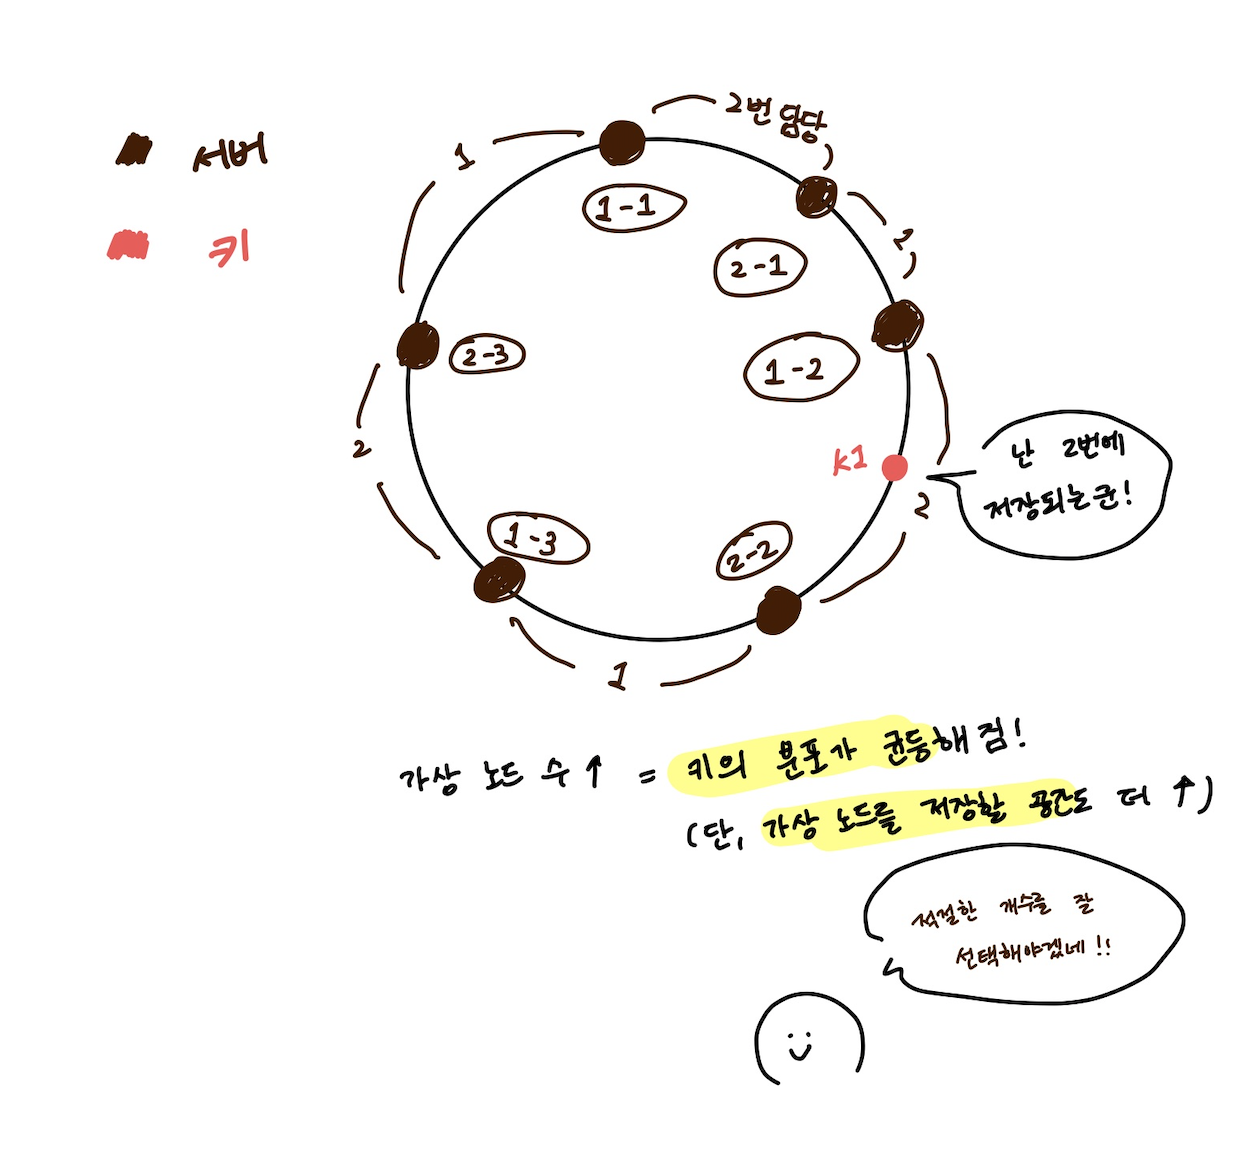 서버
키
2번 담당
1
1-1
2-1
1
2-3
1-2
2
k1
난 2번에
저장되는군!
2
1-3
2-2
1
가상 노드 수 ↑ = 키의 분포가 균등해 짐!
(단, 가상 노드를 저장할 공간도 더 ↑)
적절한 개수를 잘
선택해야겠네!!